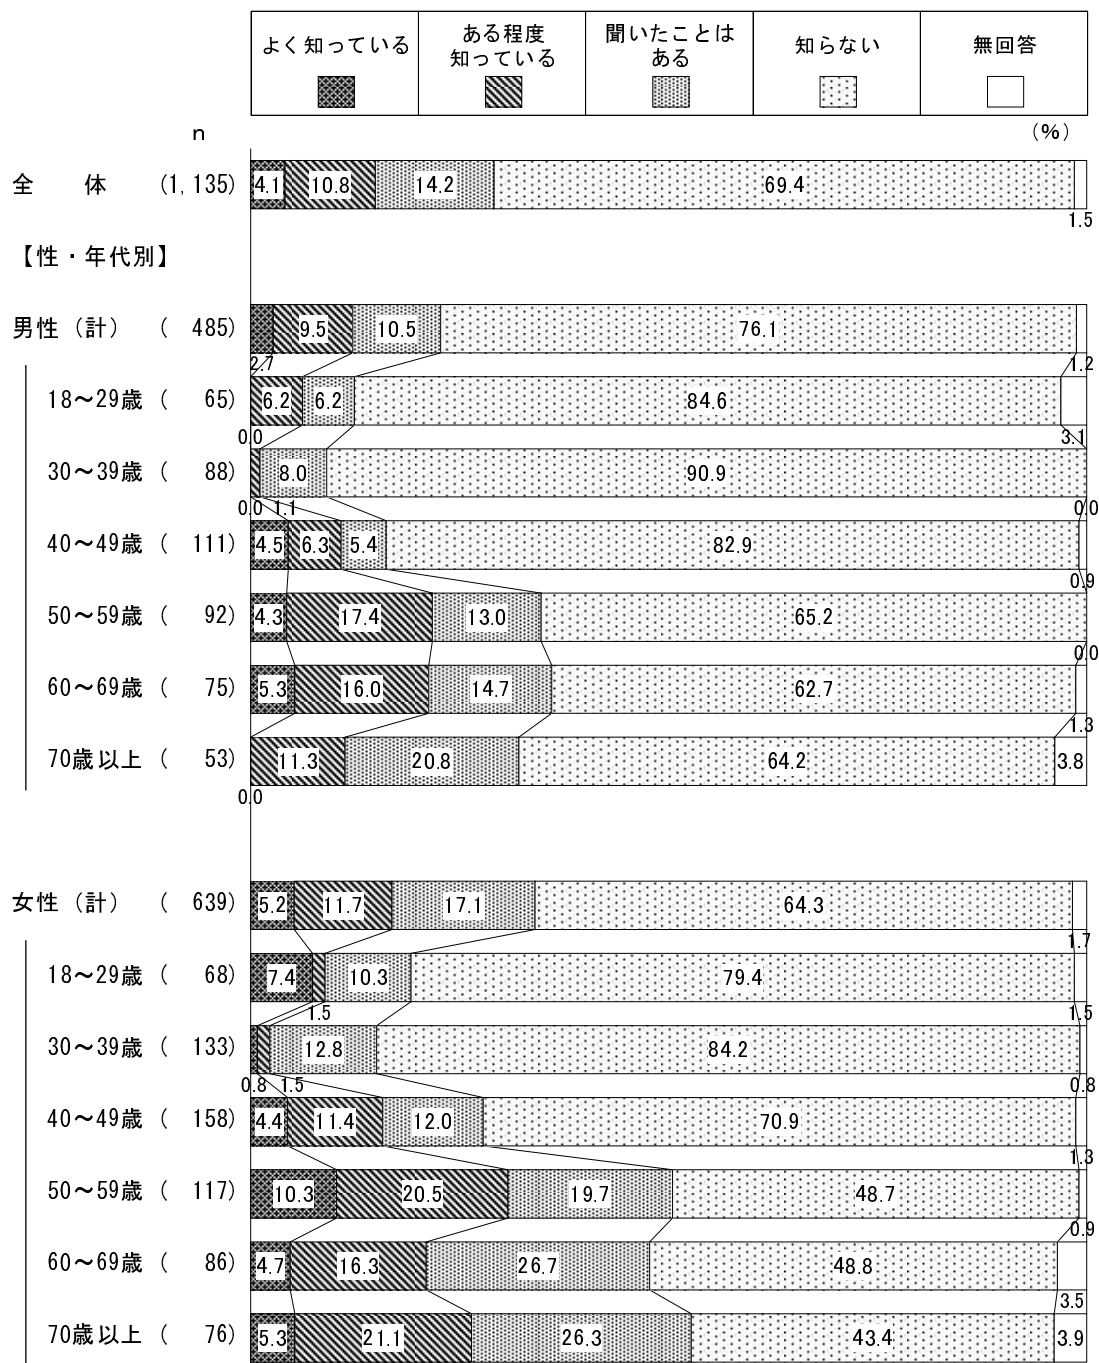 よく知っている
ある程度
知っている
聞いたことは
ある
知らない
無回答
n
(%)
全 体 (1,135) 4.1 10.8 14.2 69.4
1.5
【性・年代別】
男性（計） ( 485) 9.5 10.5 76.1
2.7 1.2
18～29歳 ( 65) 6.2 6.2 84.6
0.0 3.1
30～39歳 ( 88) 8.0 90.9
0.0 1.1 0.0
40～49歳 ( 111) 4.5 6.3 5.4 82.9
0.9
50～59歳 ( 92) 4.3 17.4 13.0 65.2
0.0
60～69歳 ( 75) 5.3 16.0 14.7 62.7
1.3
70歳以上 ( 53) 11.3 20.8 64.2 3.8
0.0
女性（計） ( 639) 5.2 11.7 17.1 64.3
1.7
18～29歳 ( 68) 7.4 10.3 79.4
1.5 1.5
30～39歳 ( 133) 12.8 84.2
0.8 1.5 0.8
40～49歳 ( 158) 4.4 11.4 12.0 70.9
1.3
50～59歳 ( 117) 10.3 20.5 19.7 48.7
0.9
60～69歳 ( 86) 4.7 16.3 26.7 48.8
3.5
70歳以上 ( 76) 5.3 21.1 26.3 43.4 3.9